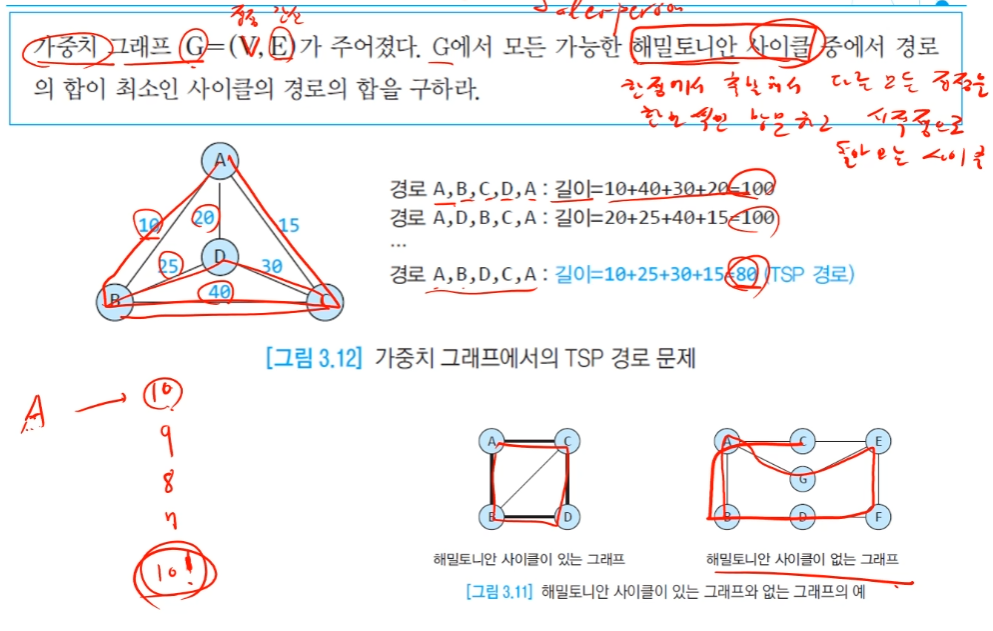 Salesperson
정점 간선
가중치 그래프 G=(V, E)가 주어졌다. G에서 모든 가능한 해밀토니안 사이클 중에서 경로
의 합이 최소인 사이클의 경로의 합을 구하라.
한 정점에서 출발해서 다른 모든 정점을
한번씩만 방문하고 시작점으로
돌아오는 사이클
A
10
20
15
D
25
30
B
40
C
경로 A,B,C,D,A : 길이=10+40+30+20=100
경로 A,D,B,C,A : 길이=20+25+40+15=100
...
경로 A,B,D,C,A : 길이=10+25+30+15=80 (TSP 경로)
[그림 3.12] 가중치 그래프에서의 TSP 경로 문제
A → 10
9
8
7
10!
A C
B D
해밀토니안 사이클이 있는 그래프
A C E
G
B D F
해밀토니안 사이클이 없는 그래프
[그림 3.11] 해밀토니안 사이클이 있는 그래프와 없는 그래프의 예